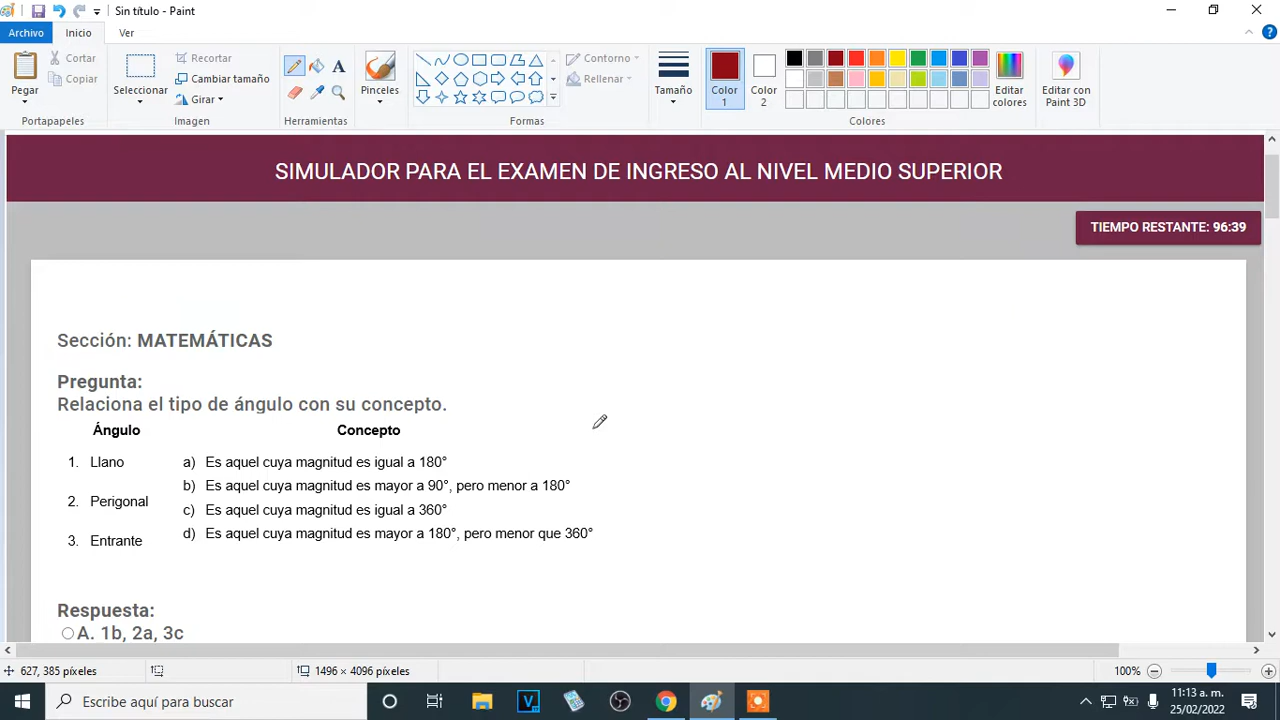 Sin título - Paint
Archivo
Inicio
Ver
Pegar
Cortar
Copiar
Portapapeles
Seleccionar
Recortar
Cambiar tamaño
Girar
Imagen
A
Herramientas
Pinceles
Formas
Contorno
Rellenar
Tamaño
Color 1
Color 2
Editar colores
Colores
Editar con Paint 3D
SIMULADOR PARA EL EXAMEN DE INGRESO AL NIVEL MEDIO SUPERIOR
TIEMPO RESTANTE: 96:39
Sección: MATEMÁTICAS
Pregunta:
Relaciona el tipo de ángulo con su concepto.
Ángulo
Concepto
1. Llano
2. Perigonal
3. Entrante
a) Es aquel cuya magnitud es igual a 180°
b) Es aquel cuya magnitud es mayor a 90°, pero menor a 180°
c) Es aquel cuya magnitud es igual a 360°
d) Es aquel cuya magnitud es mayor a 180°, pero menor que 360°
Respuesta:
A. 1b, 2a, 3c
627, 385 píxeles
1496 × 4096 píxeles
100%
Escribe aquí para buscar
V
11:13 a. m.
25/02/2022